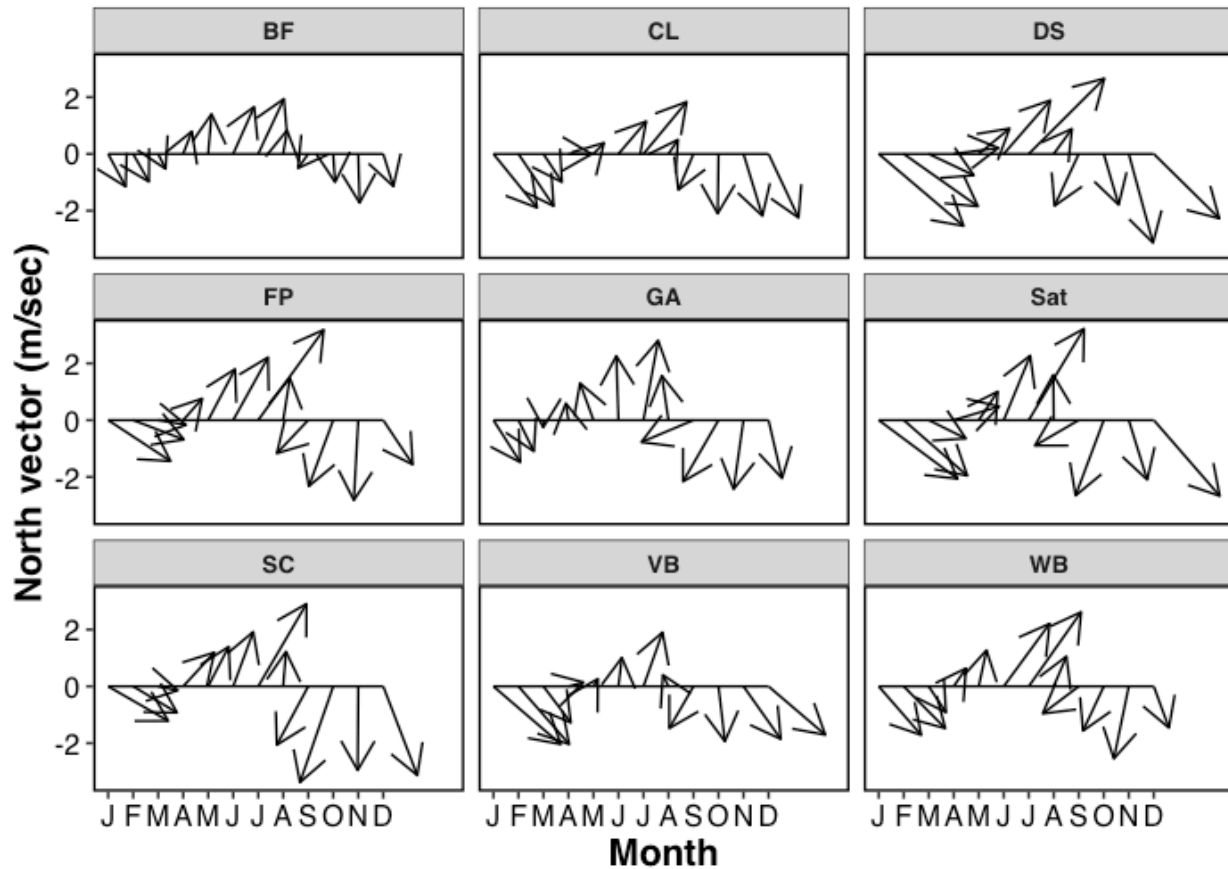 BF CL DS
2
0
-2
FP GA Sat
2
0
-2
SC VB WB
2
0
-2
North vector (m/sec)
J F M A M J J A S O N D J F M A M J J A S O N D J F M A M J J A S O N D
Month